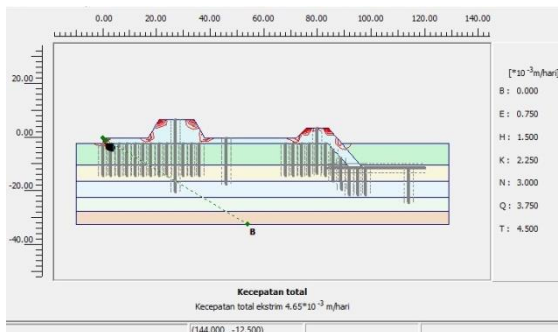 0.00 20.00 40.00 60.00 80.00 100.00 120.00 140.00
20.00
0.00
-20.00
-40.00
[*10⁻³m/hari]
B : 0.000
E : 0.750
H : 1.500
K : 2.250
N : 3.000
Q : 3.750
T : 4.500
B
Kecepatan total
Kecepatan total ekstrim 4.65*10⁻³ m/hari
(144.000 -12.500)